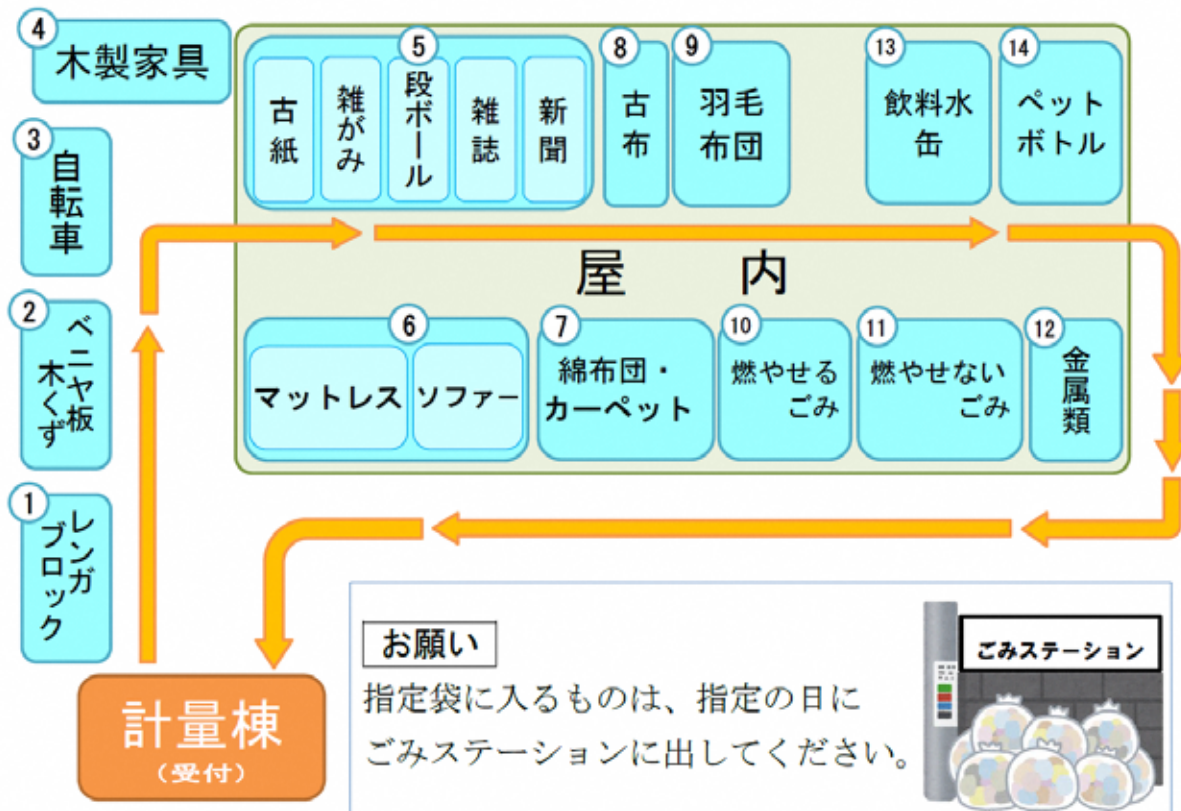 ④
木製家具
③
自転車
②
ベニヤ板
木くず
①
レンガ
ブロック
計量棟
(受付)
⑤
古紙
雑がみ
段ボール
雑誌
新聞
⑧
古布
⑨
羽毛
布団
⑬
飲料水
缶
⑭
ペット
ボトル
屋内
⑥
マットレス
ソファー
⑦
綿布団・
カーペット
⑩
燃やせる
ごみ
⑪
燃やせない
ごみ
⑫
金属類
お願い
指定袋に入るものは、指定の日に
ごみステーションに出してください。
ごみステーション